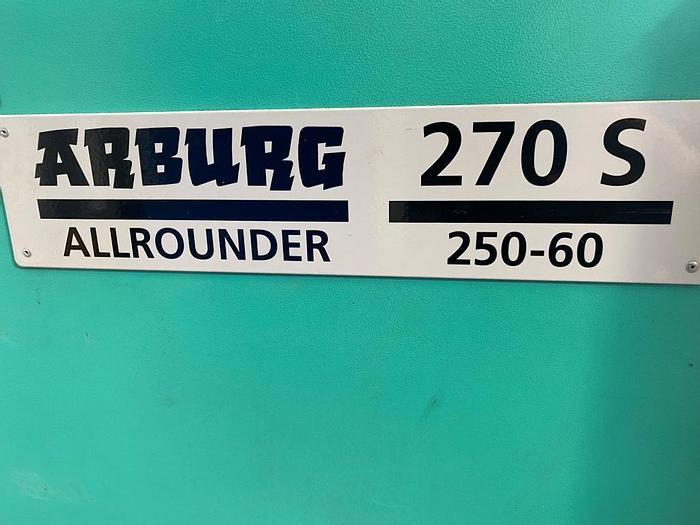 ARBURG
ALLROUNDER
270 S
250-60